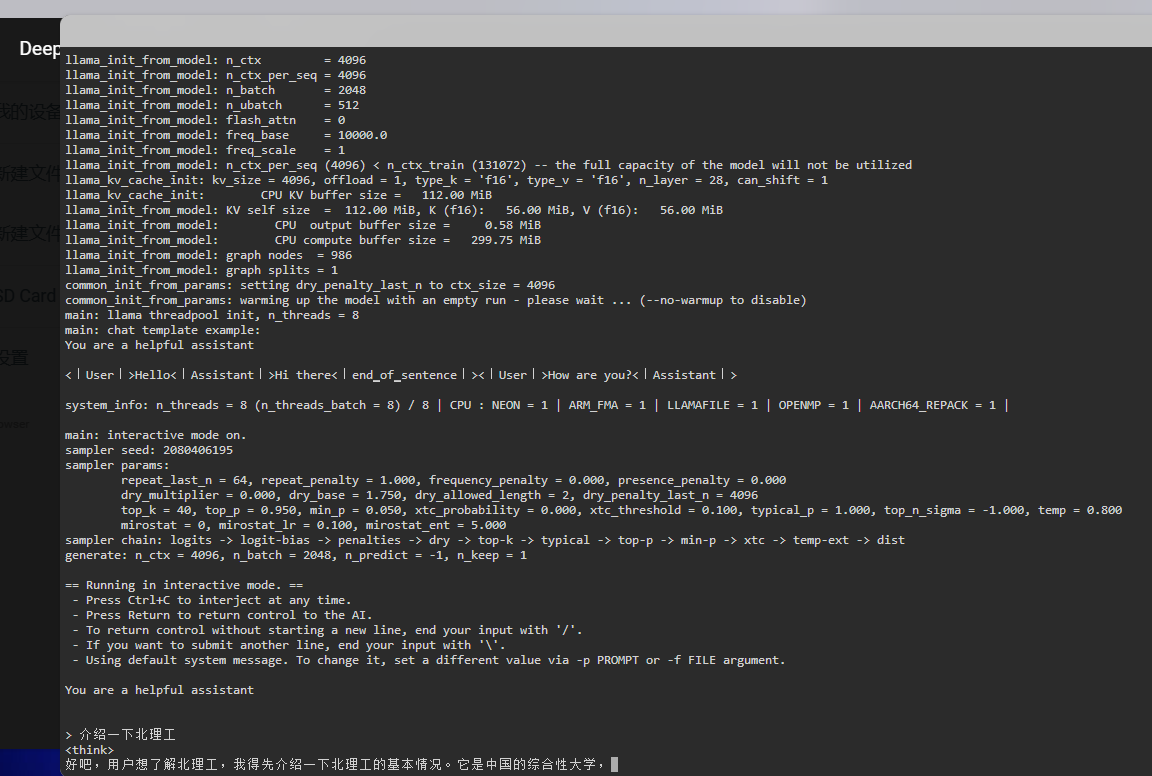 Deep
我的设备
新建文件
新建文件
SD Card
设置
llama_init_from_model: n_ctx         = 4096
llama_init_from_model: n_ctx_per_seq = 4096
llama_init_from_model: n_batch       = 2048
llama_init_from_model: n_ubatch      = 512
llama_init_from_model: flash_attn    = 0
llama_init_from_model: freq_base     = 10000.0
llama_init_from_model: freq_scale    = 1
llama_init_from_model: n_ctx_per_seq (4096) < n_ctx_train (131072) -- the full capacity of the model will not be utilized
llama_kv_cache_init: kv_size = 4096, offload = 1, type_k = 'f16', type_v = 'f16', n_layer = 28, can_shift = 1
llama_kv_cache_init:        CPU KV buffer size =   112.00 MiB
llama_init_from_model: KV self size  =  112.00 MiB, K (f16):   56.00 MiB, V (f16):   56.00 MiB
llama_init_from_model:        CPU  output buffer size =     0.58 MiB
llama_init_from_model:        CPU compute buffer size =   299.75 MiB
llama_init_from_model: graph nodes  = 986
llama_init_from_model: graph splits = 1
common_init_from_params: setting dry_penalty_last_n to ctx_size = 4096
common_init_from_params: warming up the model with an empty run - please wait ... (--no-warmup to disable)
main: llama threadpool init, n_threads = 8
main: chat template example:
You are a helpful assistant
<｜User｜>Hello<｜Assistant｜>Hi there<｜end_of_sentence｜><｜User｜>How are you?<｜Assistant｜>
system_info: n_threads = 8 (n_threads_batch = 8) / 8 | CPU : NEON = 1 | ARM_FMA = 1 | LLAMAFILE = 1 | OPENMP = 1 | AARCH64_REPACK = 1 |
main: interactive mode on.
sampler seed: 2080406195
sampler params:
        repeat_last_n = 64, repeat_penalty = 1.000, frequency_penalty = 0.000, presence_penalty = 0.000
        dry_multiplier = 0.000, dry_base = 1.750, dry_allowed_length = 2, dry_penalty_last_n = 4096
        top_k = 40, top_p = 0.950, min_p = 0.050, xtc_probability = 0.000, xtc_threshold = 0.100, typical_p = 1.000, top_n_sigma = -1.000, temp = 0.800
        mirostat = 0, mirostat_lr = 0.100, mirostat_ent = 5.000
sampler chain: logits -> logit-bias -> penalties -> dry -> top-k -> typical -> top-p -> min-p -> xtc -> temp-ext -> dist
generate: n_ctx = 4096, n_batch = 2048, n_predict = -1, n_keep = 1
== Running in interactive mode. ==
 - Press Ctrl+C to interject at any time.
 - Press Return to return control to the AI.
 - To return control without starting a new line, end your input with '/'.
 - If you want to submit another line, end your input with '\'.
 - Using default system message. To change it, set a different value via -p PROMPT or -f FILE argument.
You are a helpful assistant
> 介绍一下北理工
<think>
好吧，用户想了解北理工，我得先介绍一下北理工的基本情况。它是中国的综合性大学，